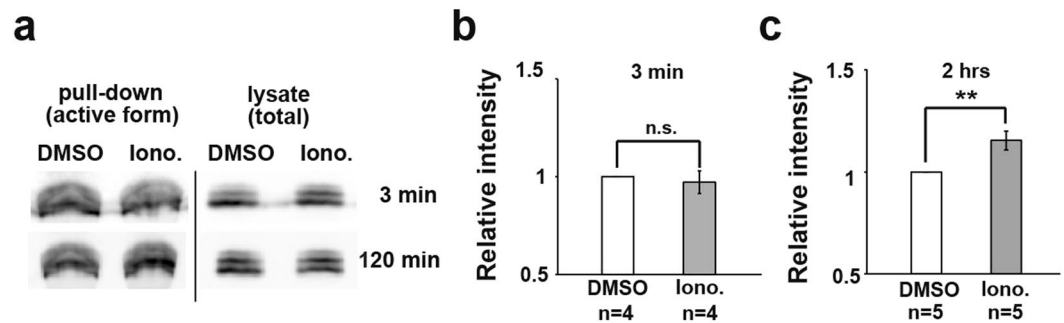 a
pull-down
(active form)
lysate
(total)
DMSO
Iono.
DMSO
Iono.
3 min
120 min
b
Relative intensity
1.5
1
0.5
3 min
n.s.
DMSO
n=4
Iono.
n=4
c
Relative intensity
1.5
1
0.5
2 hrs
**
DMSO
n=5
Iono.
n=5